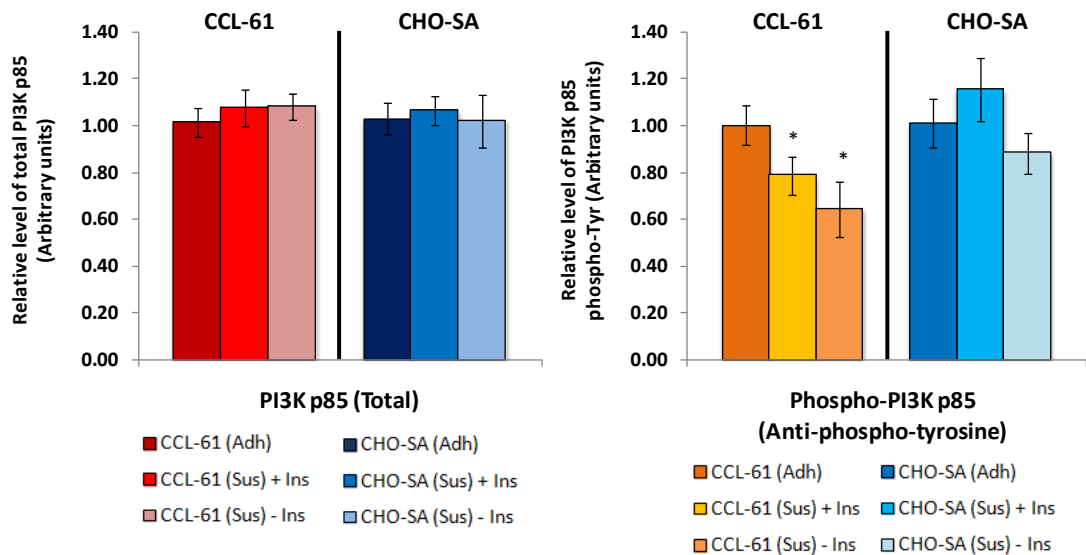 CCL-61 CHO-SA
Relative level of total PI3K p85
(Arbitrary units)
1.40
1.20
1.00
0.80
0.60
0.40
0.20
0.00
PI3K p85 (Total)
CCL-61 (Adh) CHO-SA (Adh)
CCL-61 (Sus) + Ins CHO-SA (Sus) + Ins
CCL-61 (Sus) - Ins CHO-SA (Sus) - Ins
CCL-61 CHO-SA
Relative level of PI3K p85
phospho-Tyr (Arbitrary units)
1.40
1.20
1.00
0.80
0.60
0.40
0.20
0.00
*
*
Phospho-PI3K p85
(Anti-phospho-tyrosine)
CCL-61 (Adh) CHO-SA (Adh)
CCL-61 (Sus) + Ins CHO-SA (Sus) + Ins
CCL-61 (Sus) - Ins CHO-SA (Sus) - Ins